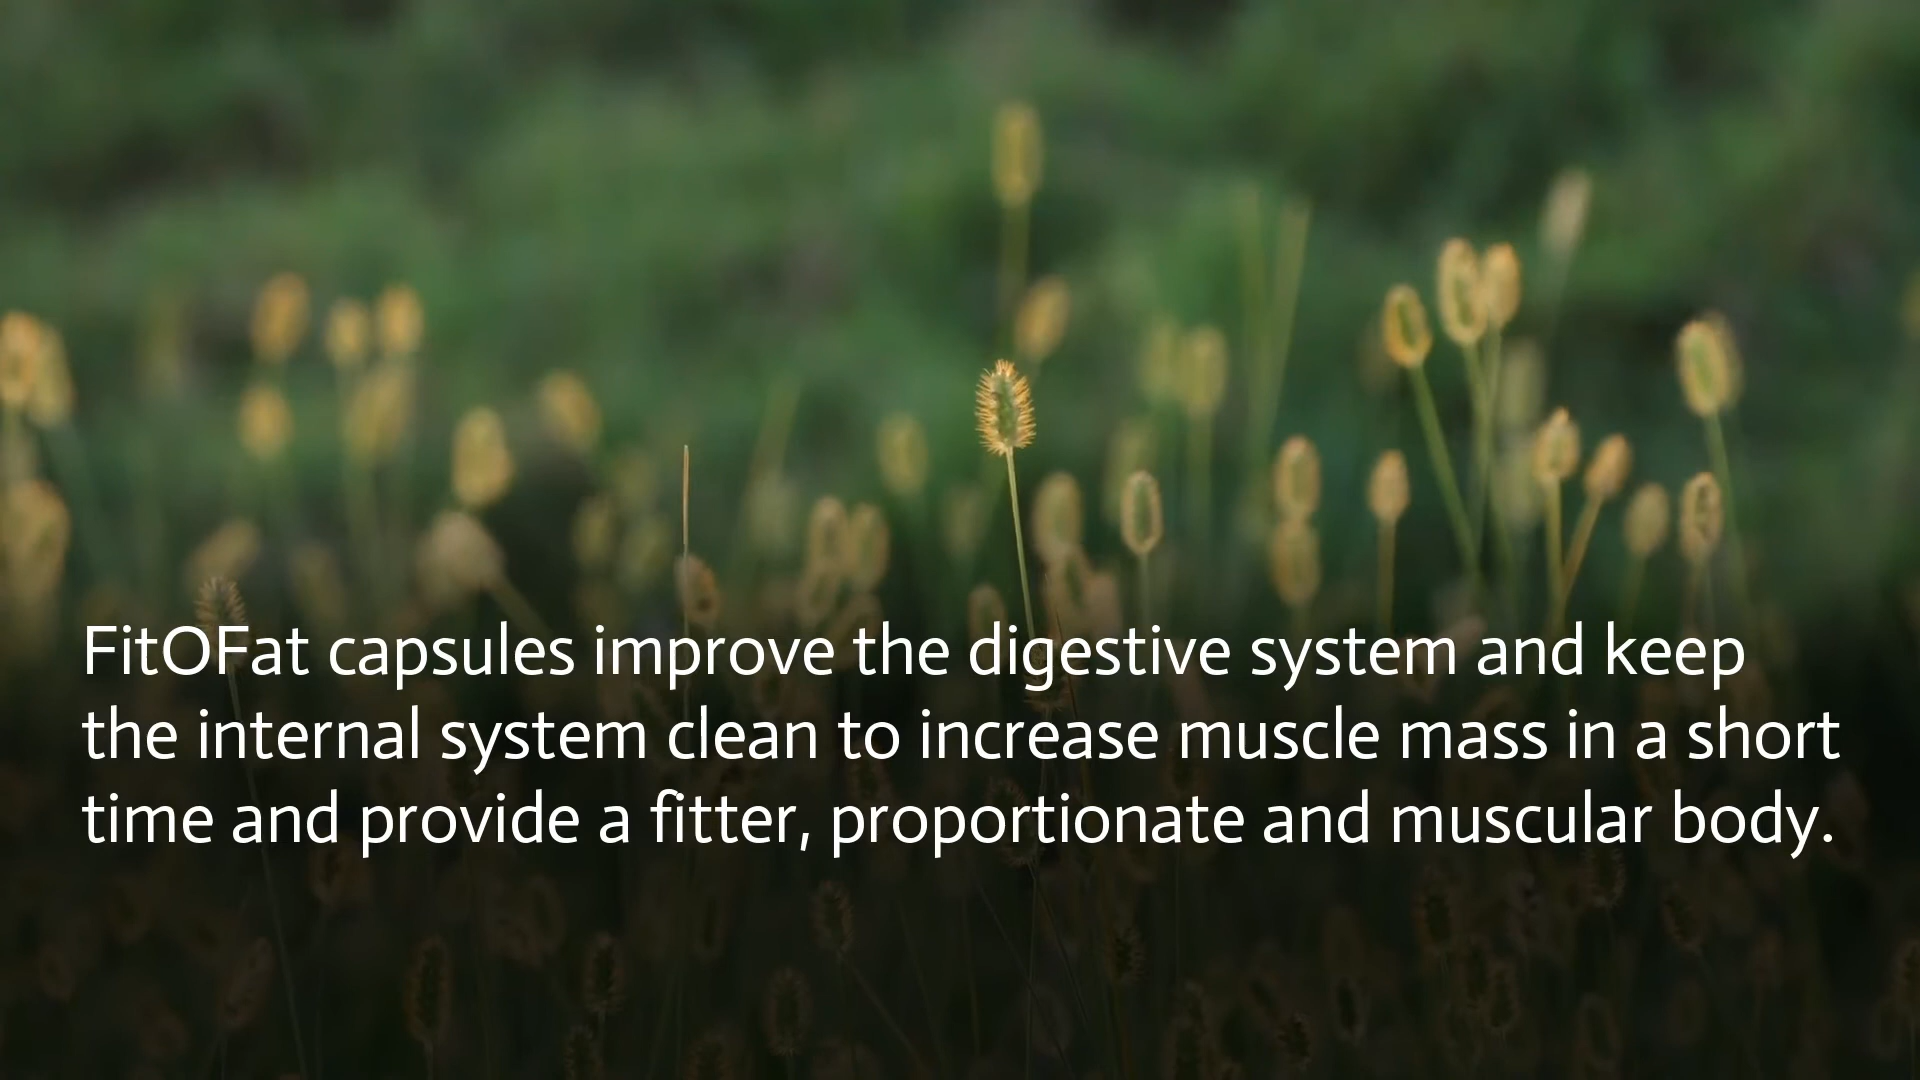 FitOFat capsules improve the digestive system and keep
the internal system clean to increase muscle mass in a short
time and provide a fitter, proportionate and muscular body.